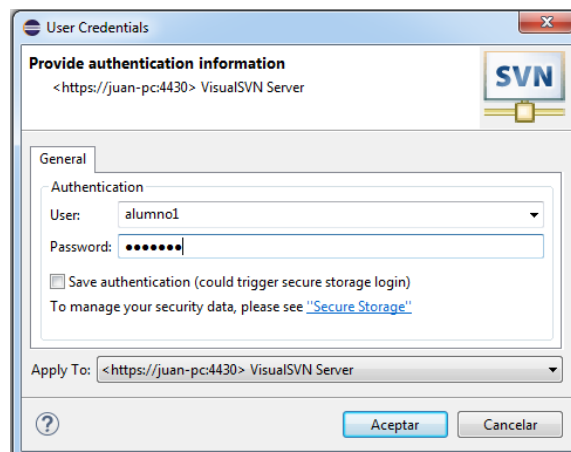 User Credentials
Provide authentication information
<https://juan-pc:4430> VisualSVN Server
SVN
General
Authentication
User: alumno1
Password: •••••••
Save authentication (could trigger secure storage login)
To manage your security data, please see "Secure Storage"
Apply To: <https://juan-pc:4430> VisualSVN Server
?
Aceptar Cancelar